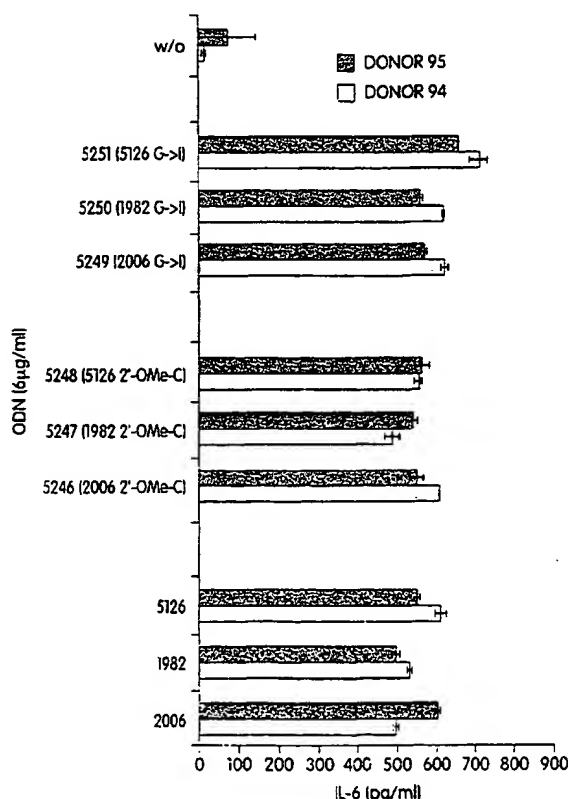 w/o
DONOR 95
DONOR 94
5251 (5126 G->I)
5250 (1982 G->I)
5249 (2006 G->I)
5248 (5126 2'-OMe-C)
5247 (1982 2'-OMe-C)
5246 (2006 2'-OMe-C)
5126
1982
2006
ODN (6µg/ml)
0 100 200 300 400 500 600 700 800 900
IL-6 (pg/ml)